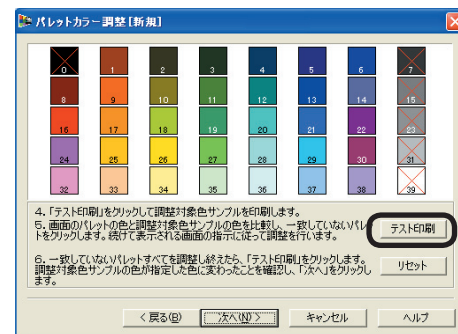 パレットカラー調整[新規]
0 1 2 3 4 5 6 7
8 9 10 11 12 13 14 15
16 17 18 19 20 21 22 23
24 25 26 27 28 29 30 31
32 33 34 35 36 37 38 39
4. 「テスト印刷」をクリックして調整対象色サンプルを印刷します。
5. 画面のパレットの色と調整対象色サンプルの色を比較し、一致していないパレッ
トをクリックします。続けて表示される画面の指示に従って調整を行います。
テスト印刷
6. 一致していないパレットすべてを調整し終えたら、「テスト印刷」をクリックし、
調整対象色サンプルの色が指定した色に変わったことを確認し、「次へ」をクリックし
ます。
リセット
< 戻る(B) 次へ(N) > キャンセル ヘルプ